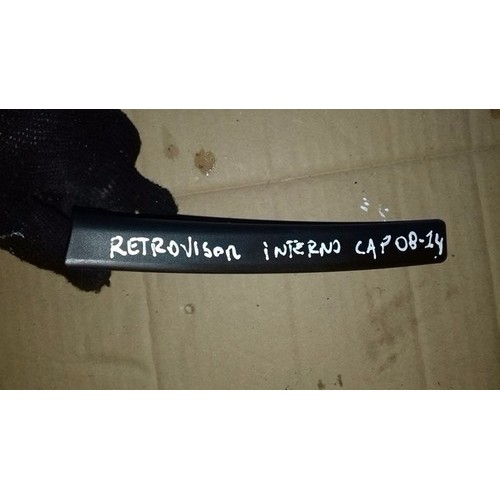 RETROVISOR INTERNO CAP 08-14